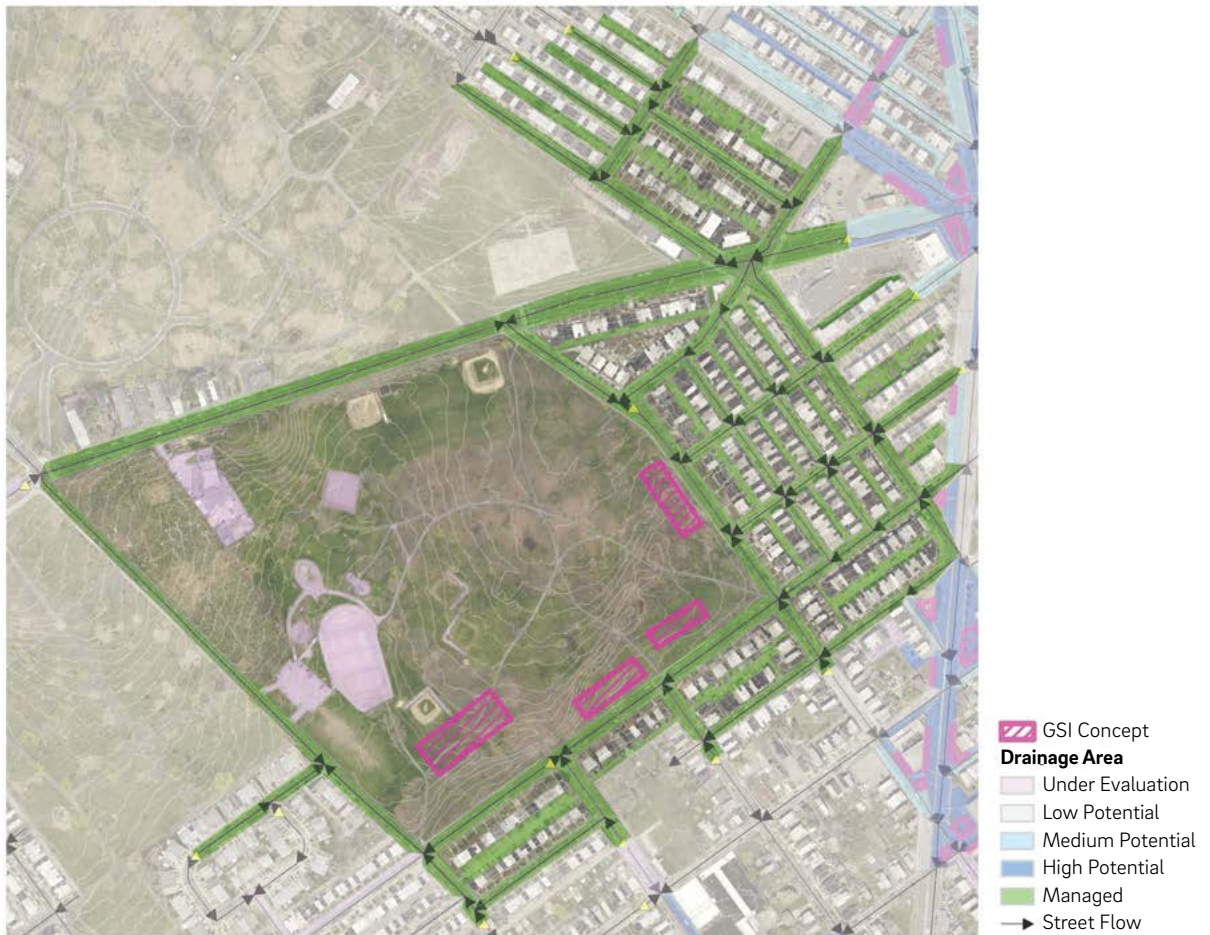 GSI Concept
Drainage Area
Under Evaluation
Low Potential
Medium Potential
High Potential
Managed
Street Flow